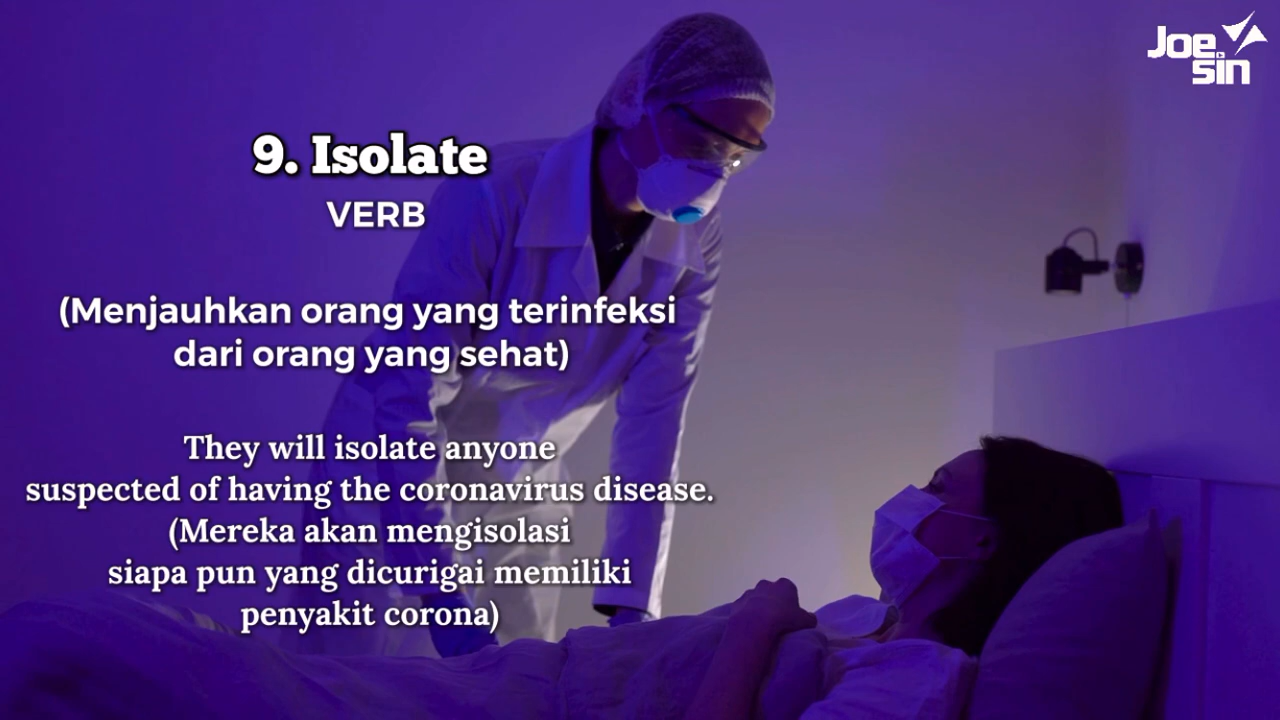 Joe
sin
9. Isolate
VERB
(Menjauhkan orang yang terinfeksi
dari orang yang sehat)
They will isolate anyone
suspected of having the coronavirus disease.
(Mereka akan mengisolasi
siapa pun yang dicurigai memiliki
penyakit corona)